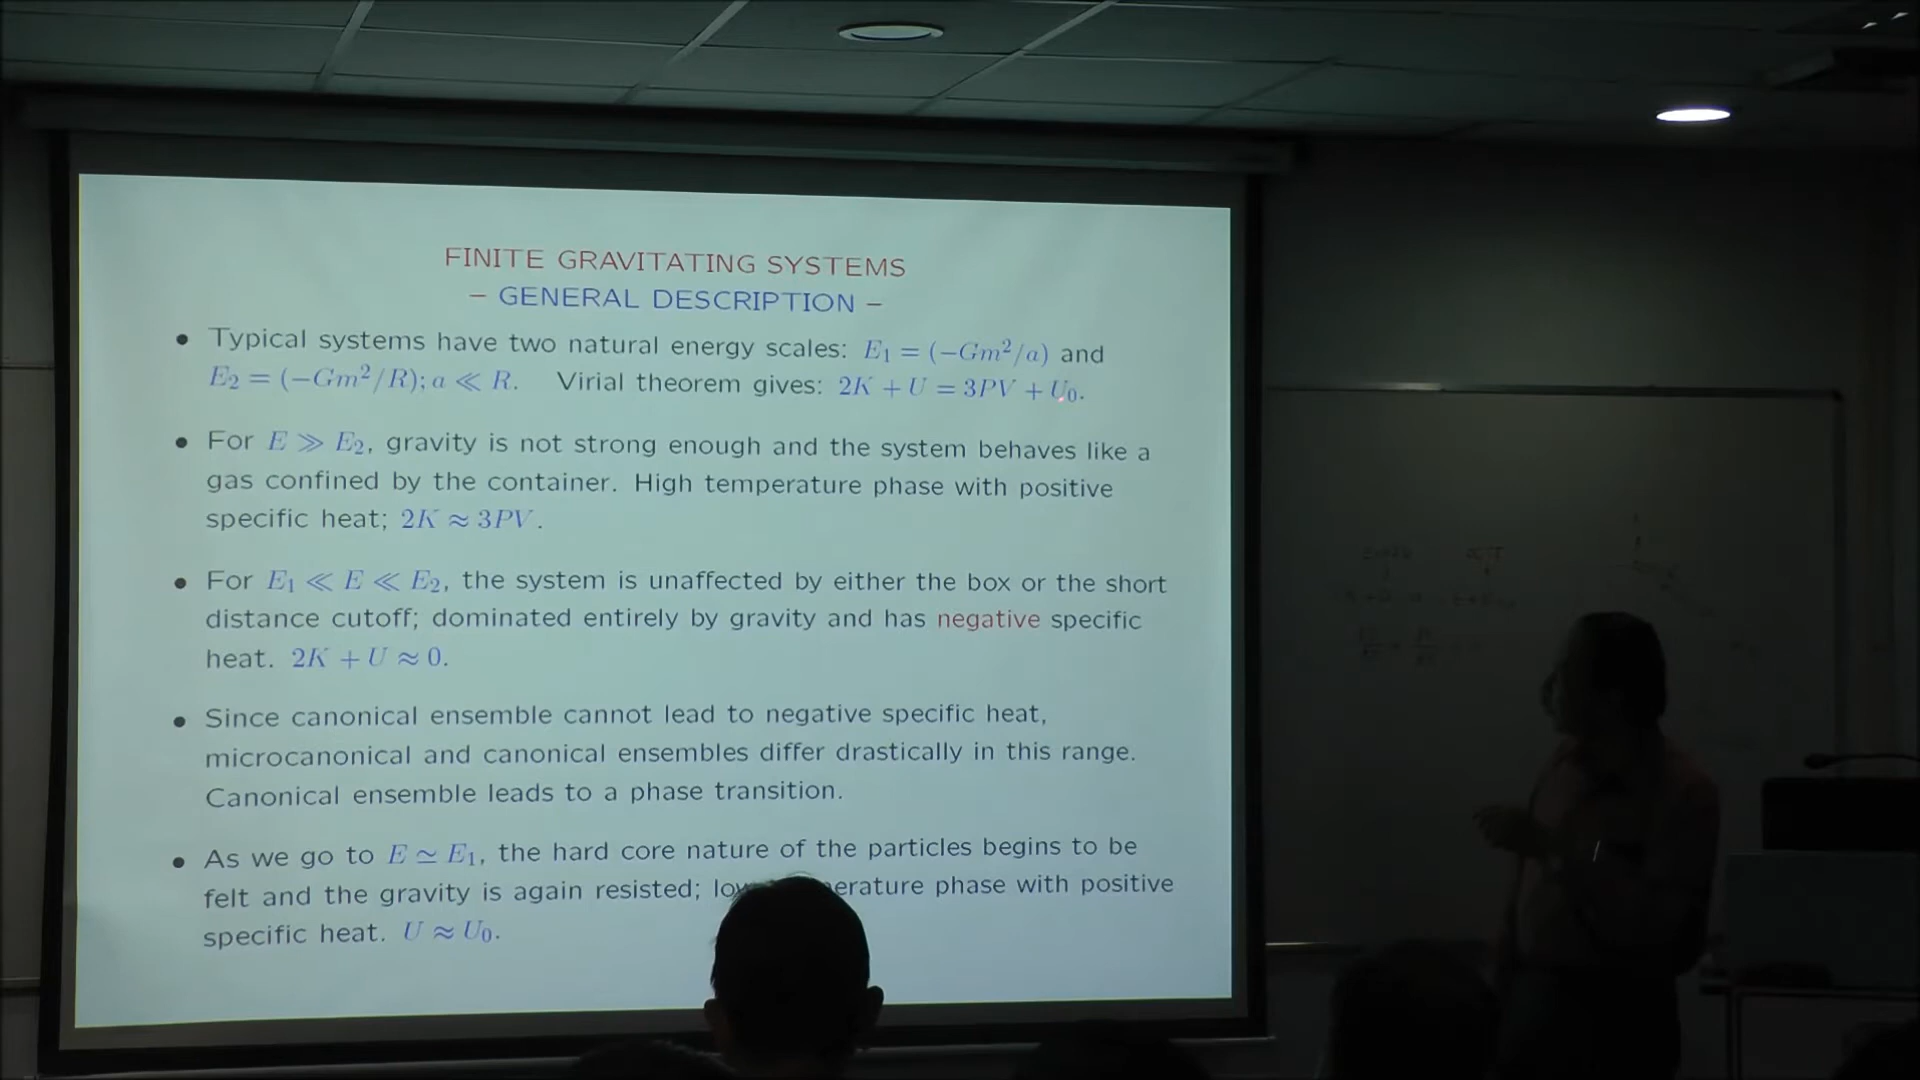 FINITE GRAVITATING SYSTEMS
– GENERAL DESCRIPTION –
• Typical systems have two natural energy scales: E₁ = (−Gm²/a) and
E₂ = (−Gm²/R); a ≪ R. Virial theorem gives: 2K + U = 3PV + U₀.
• For E ≫ E₂, gravity is not strong enough and the system behaves like a
gas confined by the container. High temperature phase with positive
specific heat; 2K ≈ 3PV.
• For E₁ ≪ E ≪ E₂, the system is unaffected by either the box or the short
distance cutoff; dominated entirely by gravity and has negative specific
heat. 2K + U ≈ 0.
• Since canonical ensemble cannot lead to negative specific heat,
microcanonical and canonical ensembles differ drastically in this range.
Canonical ensemble leads to a phase transition.
• As we go to E ≃ E₁, the hard core nature of the particles begins to be
felt and the gravity is again resisted; phase with positive
specific heat. U ≈ U₀.